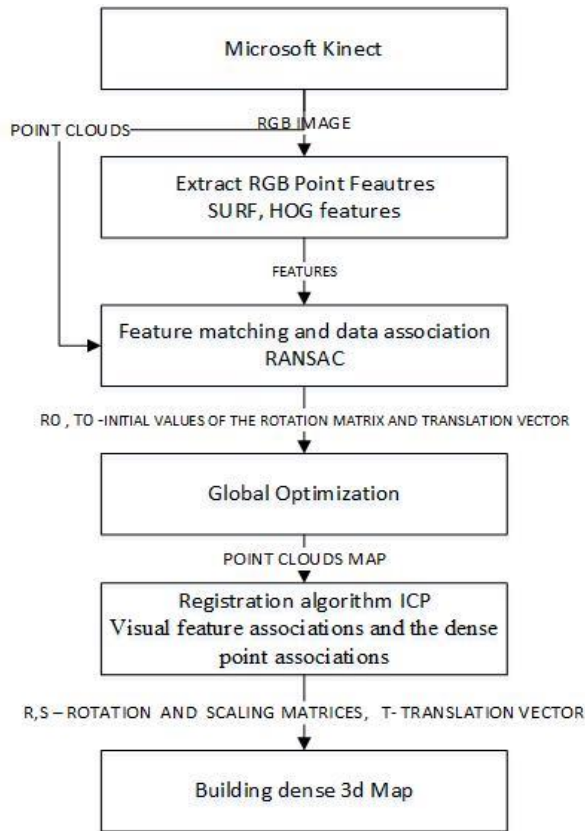 Microsoft Kinect
POINT CLOUDS
RGB IMAGE
Extract RGB Point Feautres
SURF, HOG features
FEATURES
Feature matching and data association
RANSAC
R0 , T0 -INITIAL VALUES OF THE ROTATION MATRIX AND TRANSLATION VECTOR
Global Optimization
POINT CLOUDS MAP
Registration algorithm ICP
Visual feature associations and the dense
point associations
R,S – ROTATION AND SCALING MATRICES, T- TRANSLATION VECTOR
Building dense 3d Map